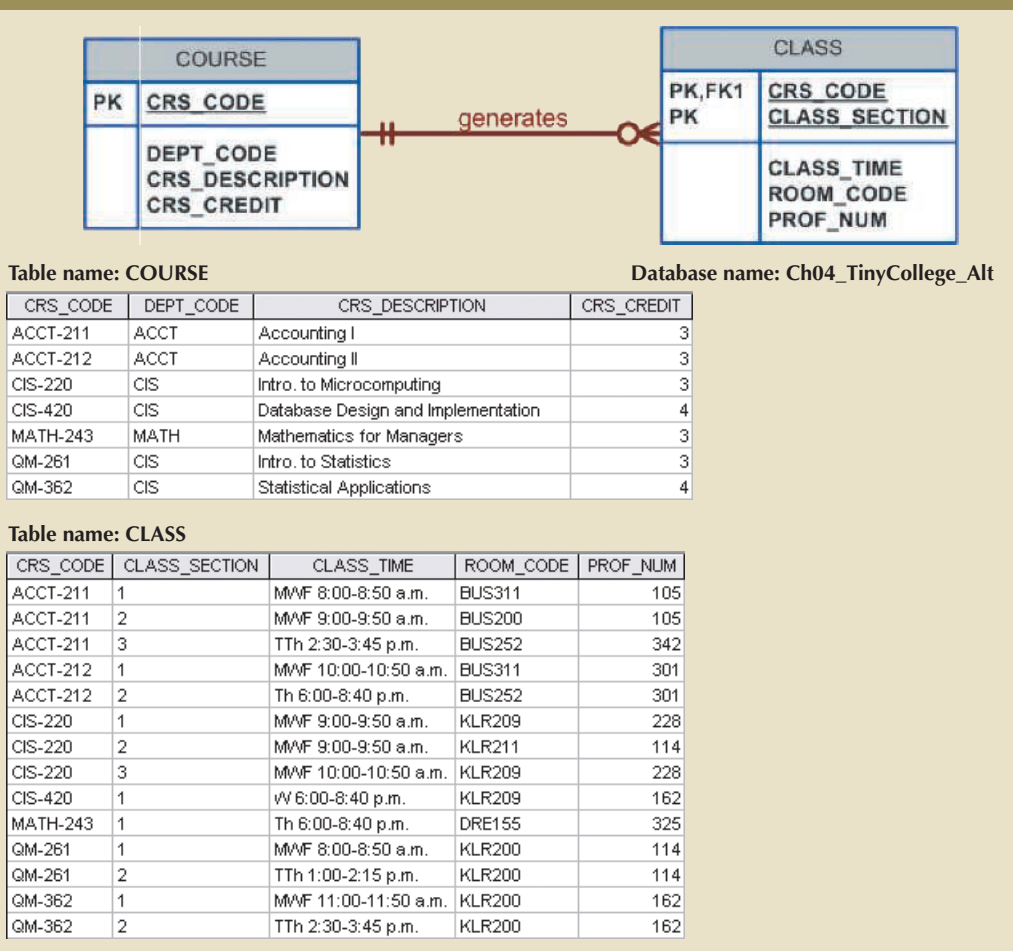 COURSE
PK CRS_CODE
DEPT_CODE
CRS_DESCRIPTION
CRS_CREDIT
generates
CLASS
PK,FK1 CRS_CODE
PK CLASS_SECTION
CLASS_TIME
ROOM_CODE
PROF_NUM
Table name: COURSE Database name: Ch04_TinyCollege_Alt
CRS_CODE DEPT_CODE CRS_DESCRIPTION CRS_CREDIT
ACCT-211 ACCT Accounting I 3
ACCT-212 ACCT Accounting II 3
CIS-220 CIS Intro. to Microcomputing 3
CIS-420 CIS Database Design and Implementation 4
MATH-243 MATH Mathematics for Managers 3
QM-261 CIS Intro. to Statistics 3
QM-362 CIS Statistical Applications 4
Table name: CLASS
CRS_CODE CLASS_SECTION CLASS_TIME ROOM_CODE PROF_NUM
ACCT-211 1 MWF 8:00-8:50 a.m. BUS311 105
ACCT-211 2 MWF 9:00-9:50 a.m. BUS200 105
ACCT-211 3 TTh 2:30-3:45 p.m. BUS252 342
ACCT-212 1 MWF 10:00-10:50 a.m. BUS311 301
ACCT-212 2 Th 6:00-8:40 p.m. BUS252 301
CIS-220 1 MWF 9:00-9:50 a.m. KLR209 228
CIS-220 2 MWF 9:00-9:50 a.m. KLR211 114
CIS-220 3 MWF 10:00-10:50 a.m. KLR209 228
CIS-420 1 W 6:00-8:40 p.m. KLR209 162
MATH-243 1 Th 6:00-8:40 p.m. DRE155 325
QM-261 1 MWF 8:00-8:50 a.m. KLR200 114
QM-261 2 TTh 1:00-2:15 p.m. KLR200 114
QM-362 1 MWF 11:00-11:50 a.m. KLR200 162
QM-362 2 TTh 2:30-3:45 p.m. KLR200 162